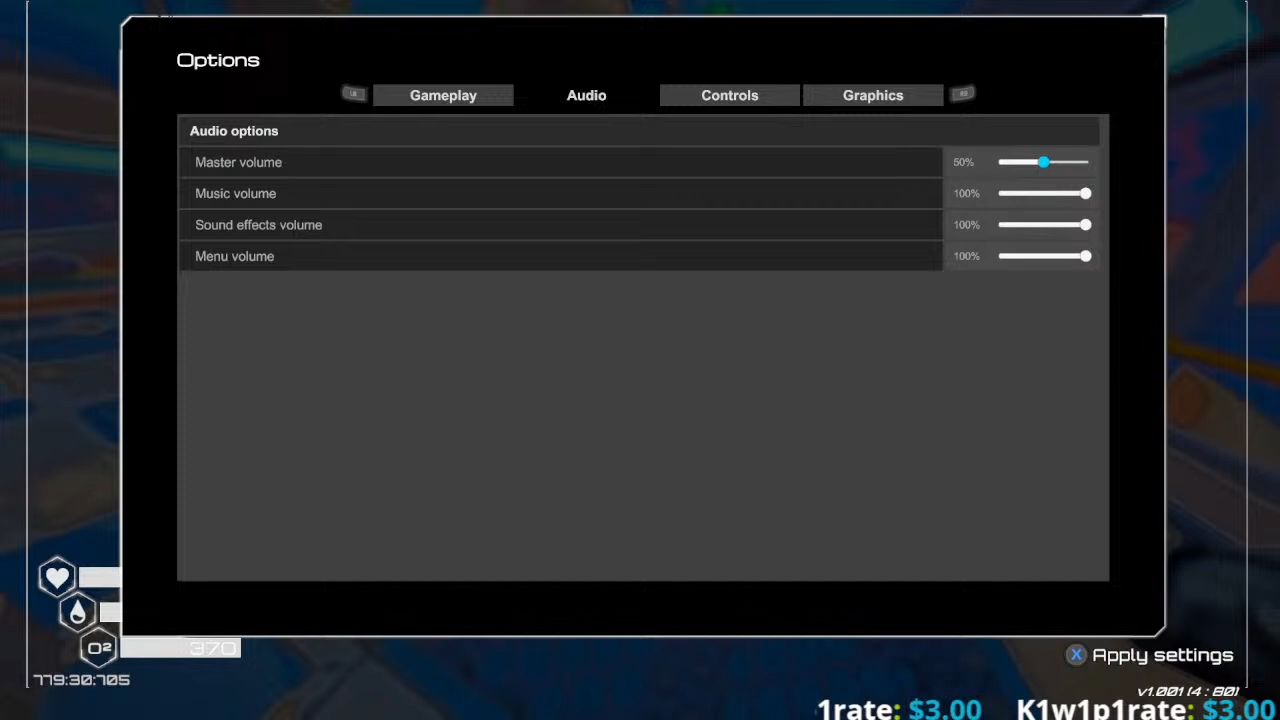 Options
Gameplay Audio Controls Graphics
Audio options
Master volume 50%
Music volume 100%
Sound effects volume 100%
Menu volume 100%
O²
370
779:30:705
X Apply settings
v1.001 (4 : 80)
1rate: $3.00 K1w1p1rate: $3.00